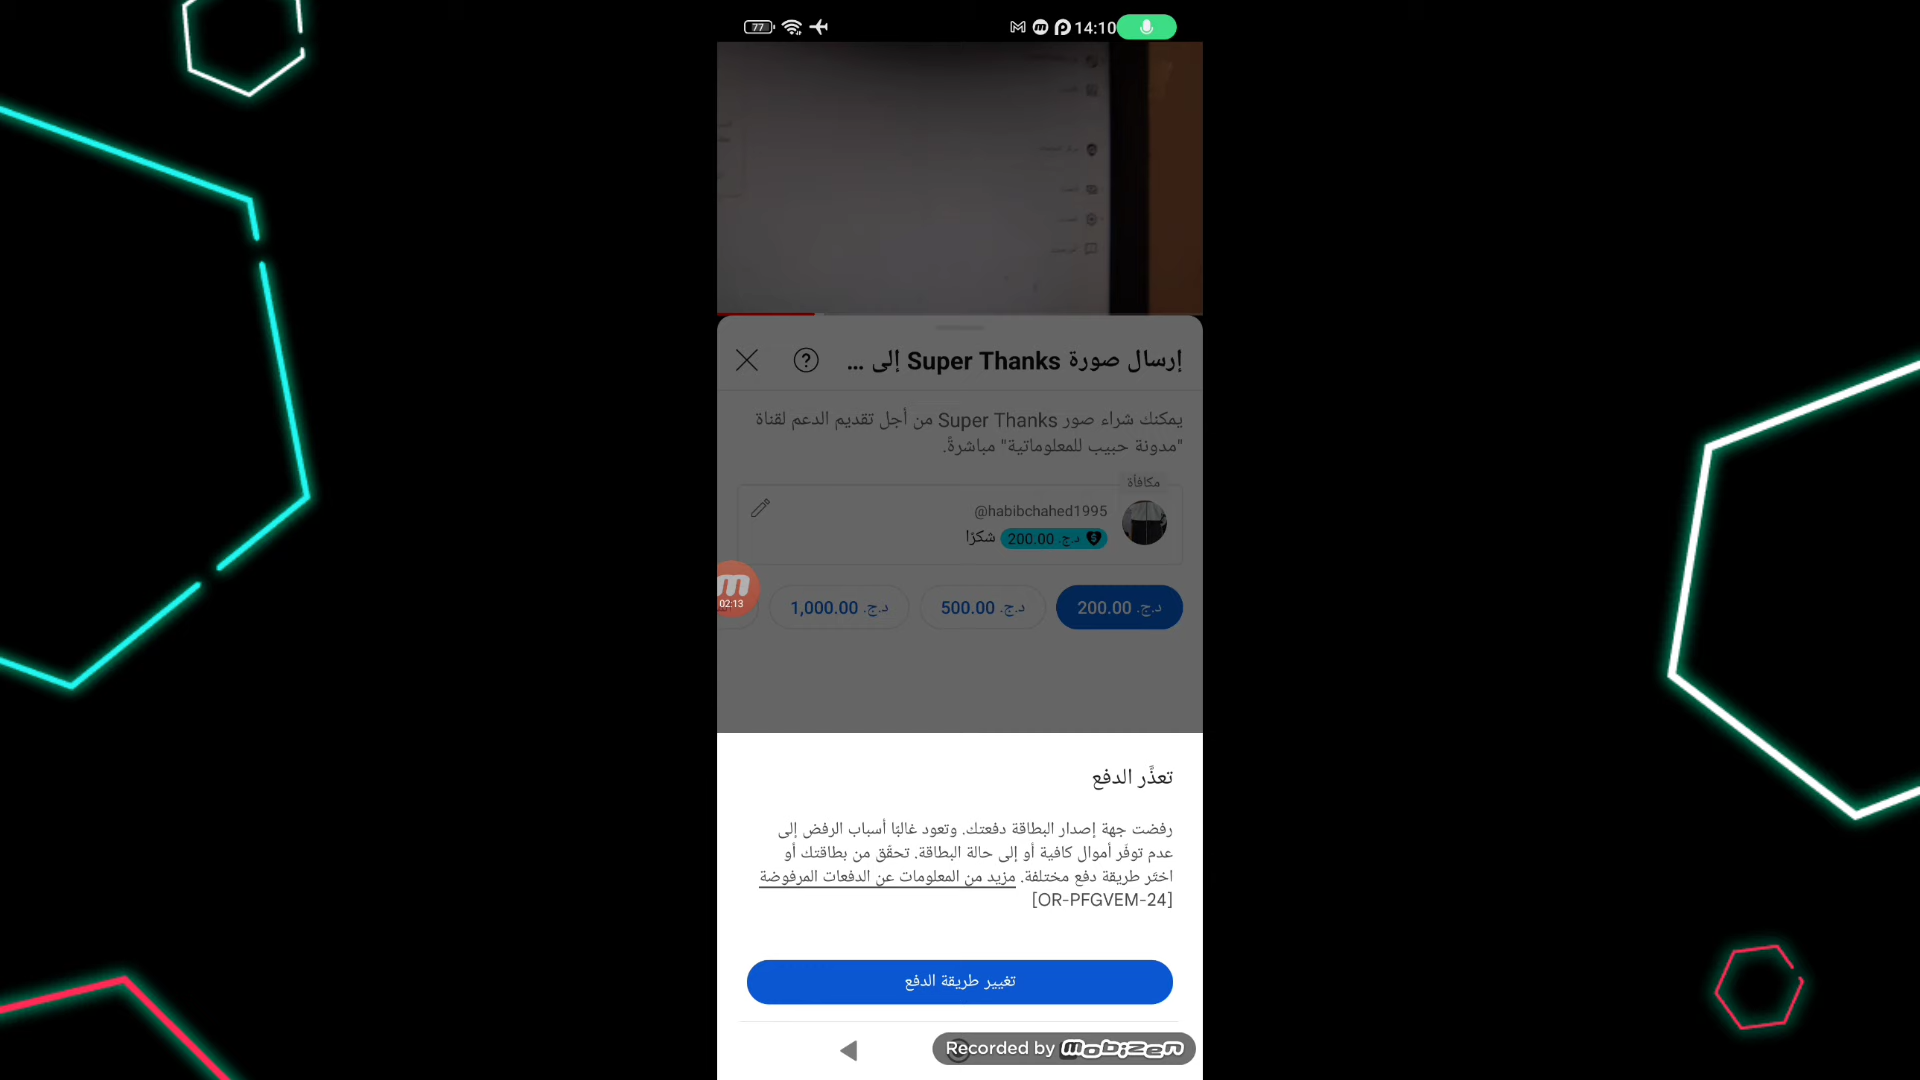 77
14:10
إرسال صورة Super Thanks إلى ...
يمكنك شراء صور Super Thanks من أجل تقديم الدعم لقناة
"مدونة حبيب للمعلوماتية" مباشرةً.
مكافأة
@habibchahed1995
د.ج. 200.00 شكرًا
د.ج. 200.00
د.ج. 500.00
د.ج. 1,000.00
02:13
تعذَّر الدفع
رفضت جهة إصدار البطاقة دفعتك. وتعود غالبًا أسباب الرفض إلى
عدم توفّر أموال كافية أو إلى حالة البطاقة. تحقّق من بطاقتك أو
اختَر طريقة دفع مختلفة. مزيد من المعلومات عن الدفعات المرفوضة
[OR-PFGVEM-24]
تغيير طريقة الدفع
Recorded by mobizen